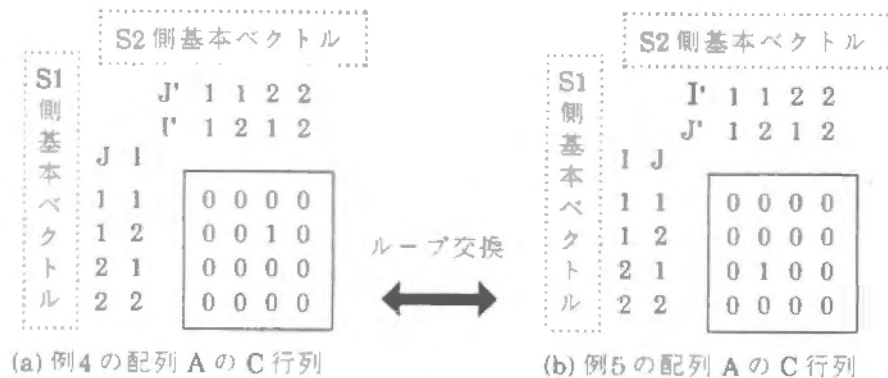 S2側基本ベクトル
S1側基本ベクトル
J' 1 1 2 2
I' 1 2 1 2
J I
1 1 0 0 0 0
1 2 0 0 1 0
2 1 0 0 0 0
2 2 0 0 0 0
(a) 例4の配列AのC行列
ループ交換
S2側基本ベクトル
S1側基本ベクトル
I' 1 1 2 2
J' 1 2 1 2
I J
1 1 0 0 0 0
1 2 0 0 0 0
2 1 0 1 0 0
2 2 0 0 0 0
(b) 例5の配列AのC行列